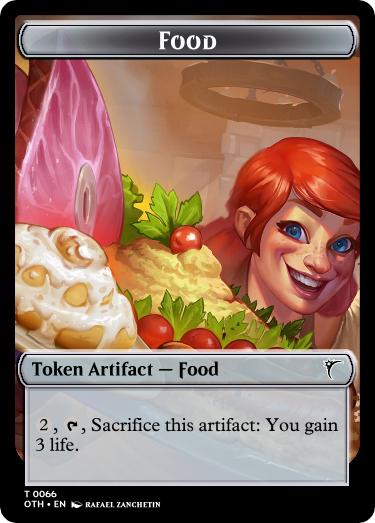 FOOD
Token Artifact — Food
2, T, Sacrifice this artifact: You gain
3 life.
T 0066
OTH • EN RAFAEL ZANCHETIN